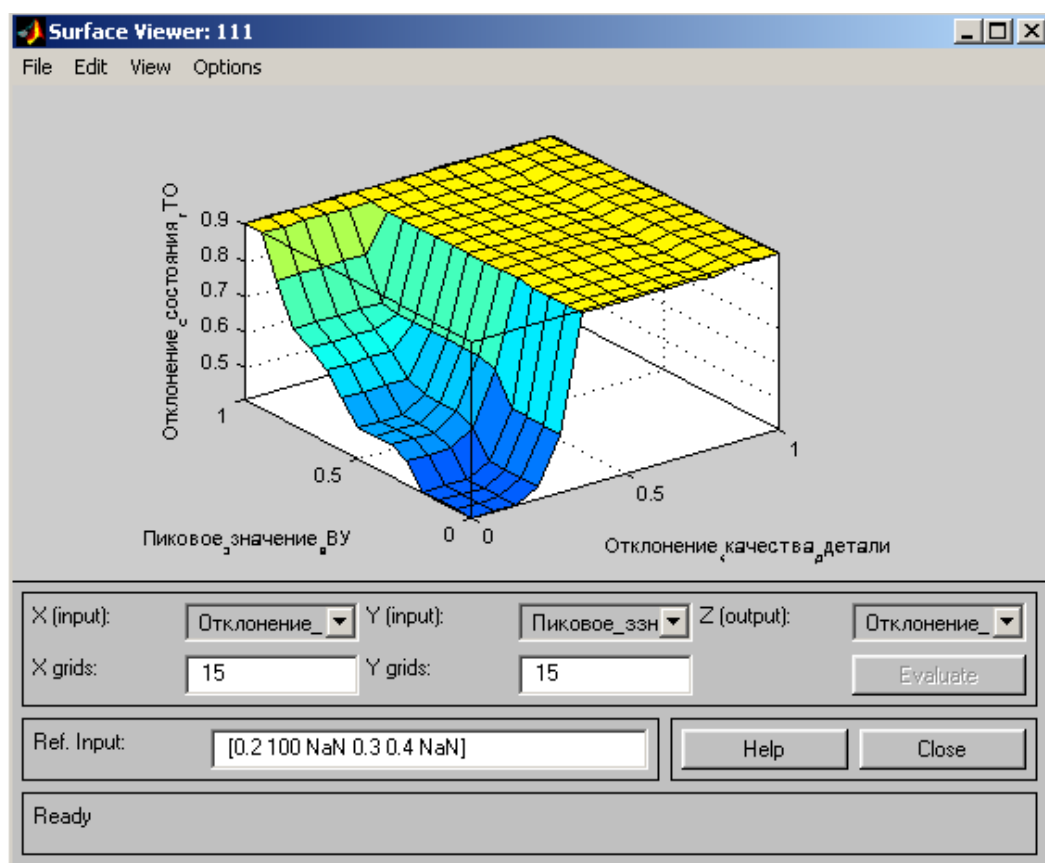 Surface Viewer: 111
File Edit View Options
Отклонение_состояния_ТО
0.9
0.8
0.7
0.6
0.5
1
0.5
0
0
0.5
1
Пиковое_значение_ВУ
Отклонение_качества_детали
X (input): Отклонение_ Y (input): Пиковое_ззн Z (output): Отклонение_
X grids: 15 Y grids: 15 Evaluate
Ref. Input: [0.2 100 NaN 0.3 0.4 NaN] Help Close
Ready